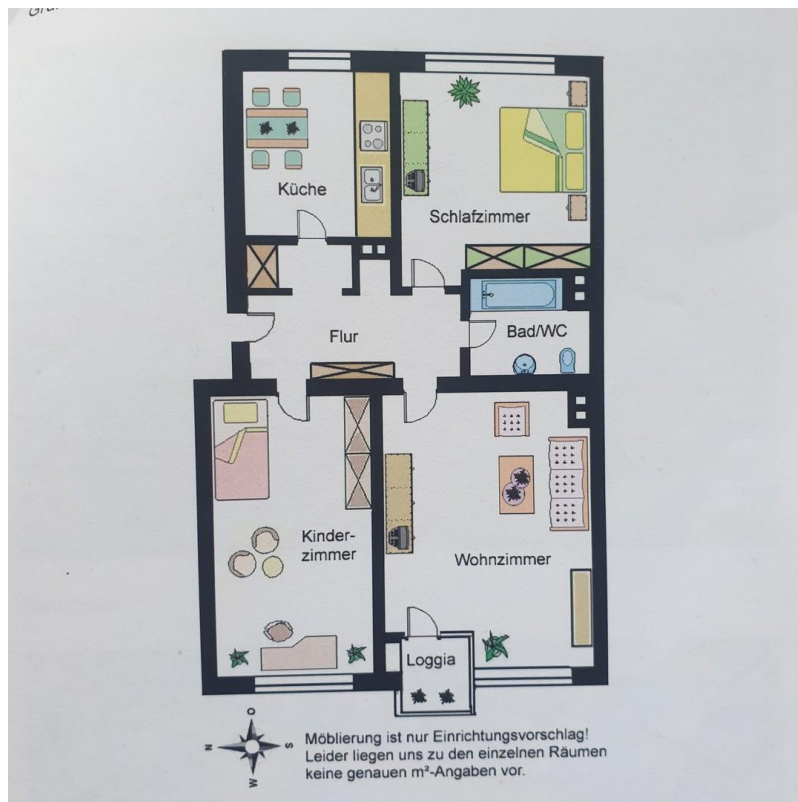 Küche
Schlafzimmer
Flur
Bad/WC
Kinder-
zimmer
Wohnzimmer
Loggia
O
N
S
W
Möblierung ist nur Einrichtungsvorschlag!
Leider liegen uns zu den einzelnen Räumen
keine genauen m²-Angaben vor.